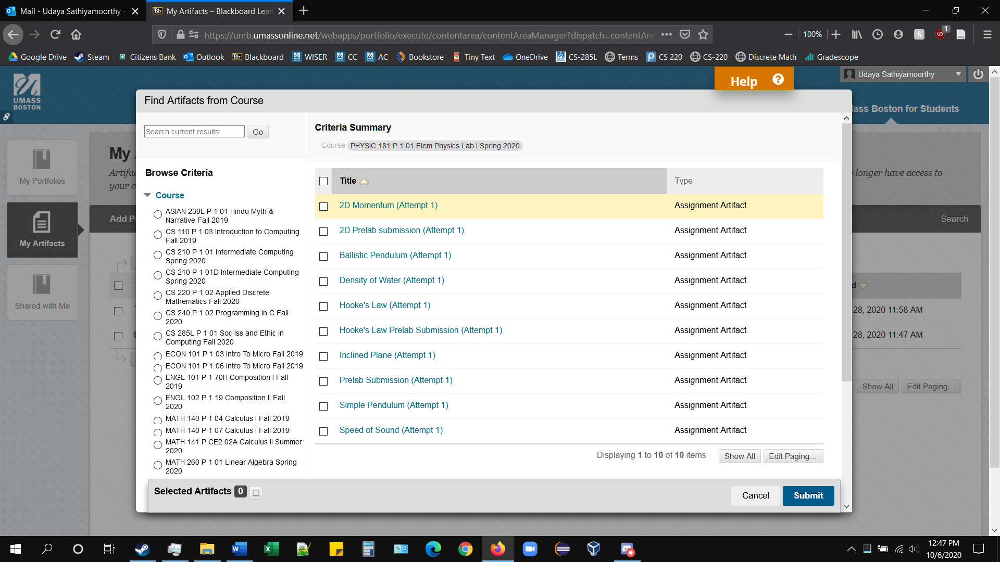 Mail - Udaya Sathiyamoorthy -
My Artifacts – Blackboard Lear
https://umb.umassonline.net/webapps/portfolio/execute/contentarea/contentAreaManager?dispatch=contentAre
100%
1
Google Drive
Steam
Citizens Bank
Outlook
Bb Blackboard
WISER
CC
AC
Bookstore
Tiny Text
OneDrive
CS-285L
Terms
CS 220
CS-220
Discrete Math
Gradescope
UMASS
BOSTON
Help ?
Udaya Sathiyamoorthy
ass Boston for Students
My Portfolios
My Artifacts
Shared with Me
My
Artifac
your c
longer have access to
Add P
Search
d
28, 2020 11:58 AM
28, 2020 11:47 AM
Show All
Edit Paging...
Find Artifacts from Course
Search current results:
Go
Browse Criteria
Course
ASIAN 239L P 1 01 Hindu Myth &
Narrative Fall 2019
CS 110 P 1 03 Introduction to Computing
Fall 2019
CS 210 P 1 01 Intermediate Computing
Spring 2020
CS 210 P 1 01D Intermediate Computing
Spring 2020
CS 220 P 1 02 Applied Discrete
Mathematics Fall 2020
CS 240 P 1 02 Programming in C Fall
2020
CS 285L P 1 01 Soc Iss and Ethic in
Computing Fall 2020
ECON 101 P 1 03 Intro To Micro Fall 2019
ECON 101 P 1 06 Intro To Micro Fall 2019
ENGL 101 P 1 70H Composition I Fall
2019
ENGL 102 P 1 19 Composition II Fall
2020
MATH 140 P 1 04 Calculus I Fall 2019
MATH 140 P 1 07 Calculus I Fall 2019
MATH 141 P CE2 02A Calculus II Summer
2020
MATH 260 P 1 01 Linear Algebra Spring
2020
Criteria Summary
Course PHYSIC 181 P 1 01 Elem Physics Lab I Spring 2020
Title Type
2D Momentum (Attempt 1) Assignment Artifact
2D Prelab submission (Attempt 1) Assignment Artifact
Ballistic Pendulum (Attempt 1) Assignment Artifact
Density of Water (Attempt 1) Assignment Artifact
Hooke's Law (Attempt 1) Assignment Artifact
Hooke's Law Prelab Submission (Attempt 1) Assignment Artifact
Inclined Plane (Attempt 1) Assignment Artifact
Prelab Submission (Attempt 1) Assignment Artifact
Simple Pendulum (Attempt 1) Assignment Artifact
Speed of Sound (Attempt 1) Assignment Artifact
Displaying 1 to 10 of 10 items
Show All
Edit Paging...
Selected Artifacts 0
Cancel
Submit
12:47 PM
10/6/2020